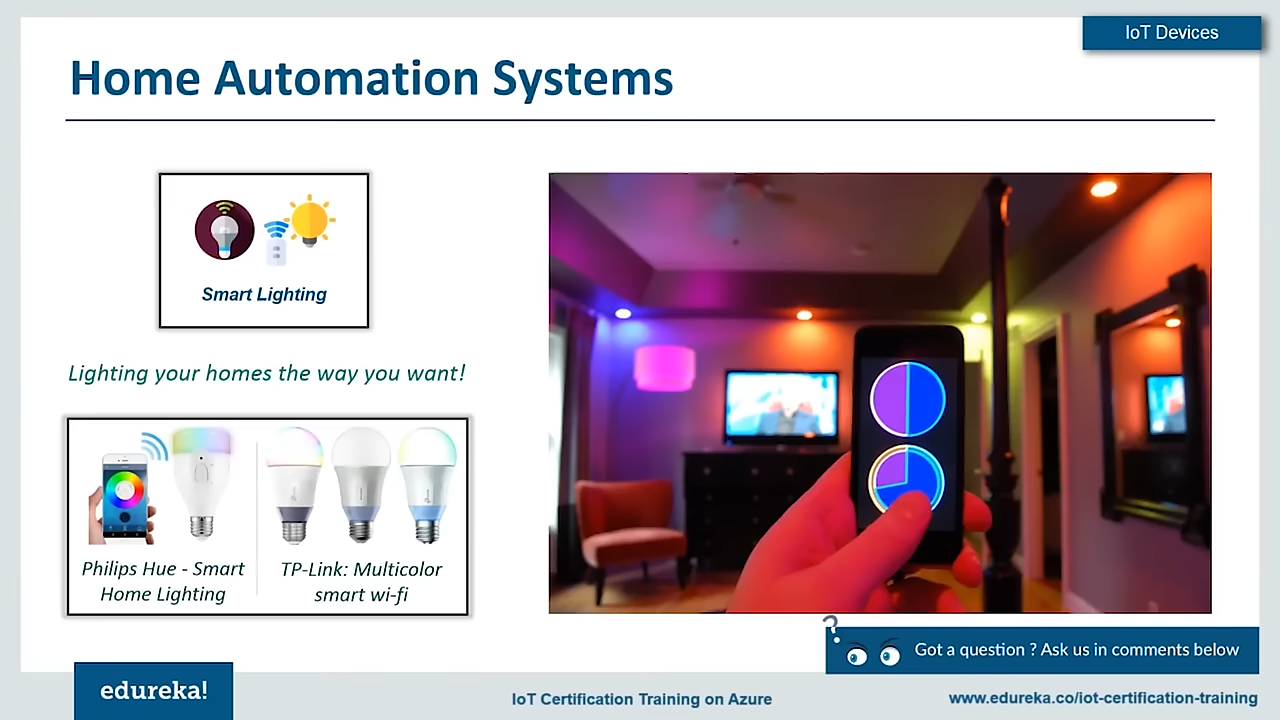 IoT Devices
Home Automation Systems
Smart Lighting
Lighting your homes the way you want!
Philips Hue - Smart
Home Lighting
TP-Link: Multicolor
smart wi-fi
?
Got a question ? Ask us in comments below
edureka!
IoT Certification Training on Azure
www.edureka.co/iot-certification-training